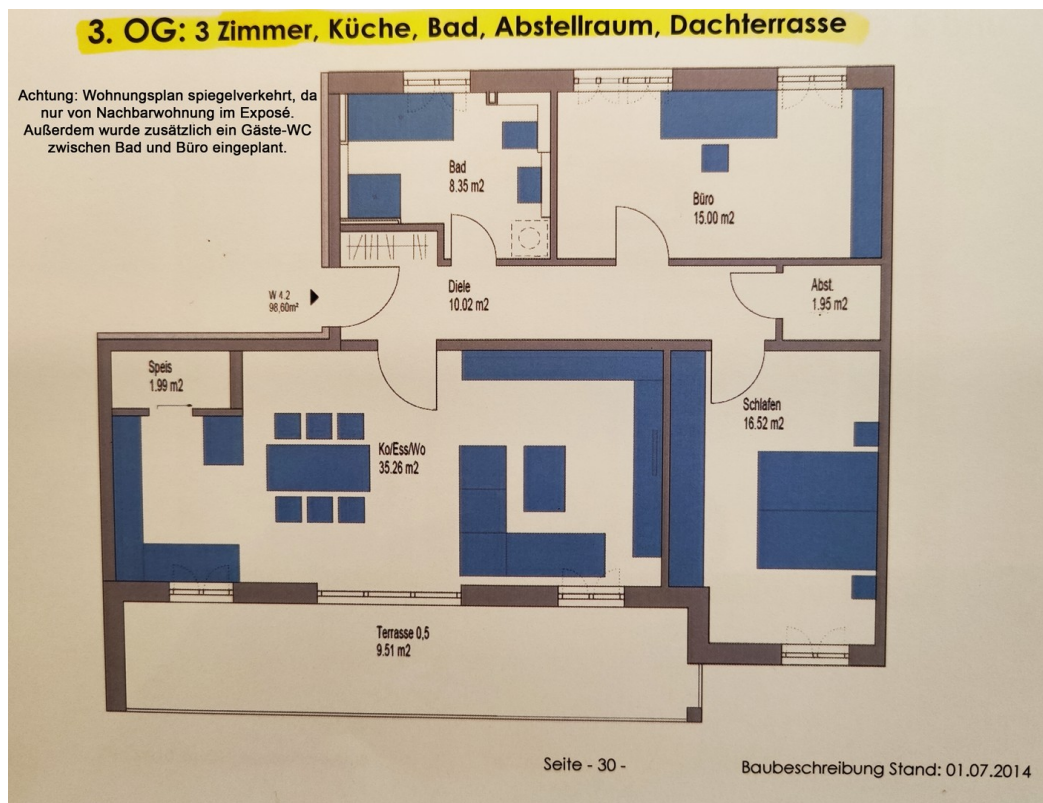 3. OG: 3 Zimmer, Küche, Bad, Abstellraum, Dachterrasse
Achtung: Wohnungsplan spiegelverkehrt, da
nur von Nachbarwohnung im Exposé.
Außerdem wurde zusätzlich ein Gäste-WC
zwischen Bad und Büro eingeplant.
Bad
8.35 m2
Büro
15.00 m2
W 4.2
98,60m²
Diele
10.02 m2
Abst.
1.95 m2
Speis
1.99 m2
Schlafen
16.52 m2
Ko/Ess/Wo
35.26 m2
Terrasse 0,5
9.51 m2
Seite - 30 -
Baubeschreibung Stand: 01.07.2014